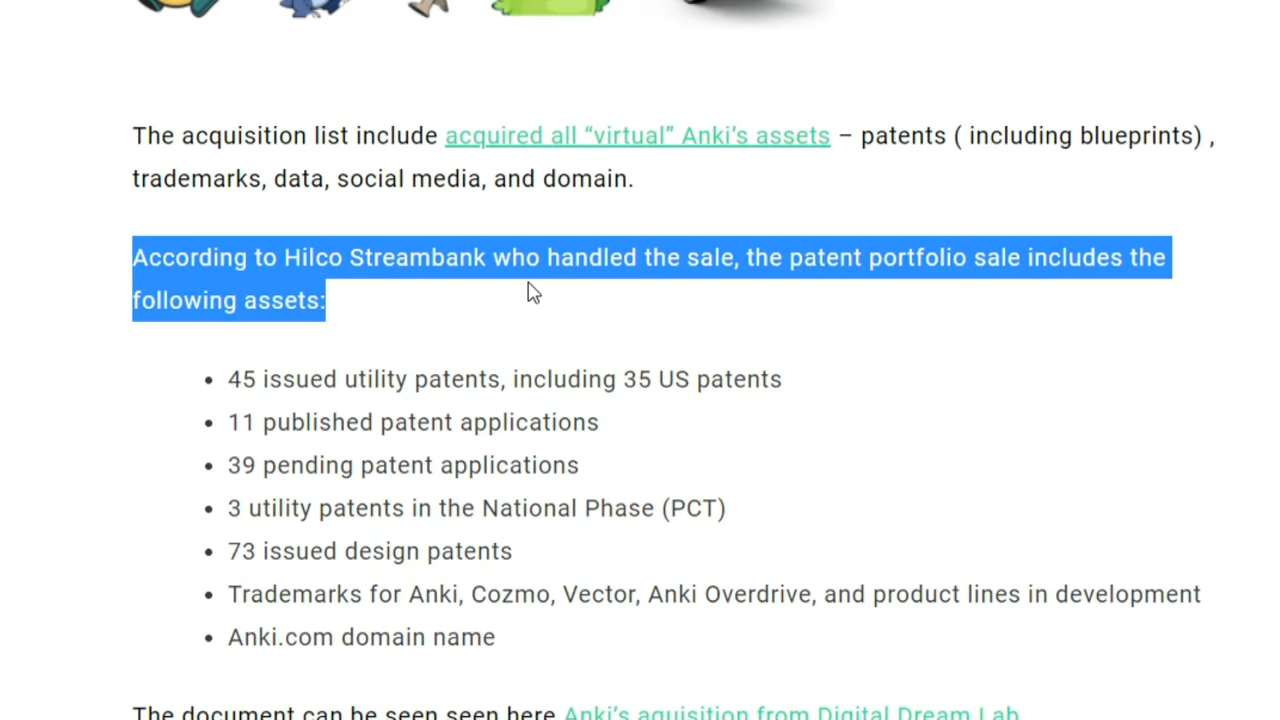 The acquisition list include acquired all “virtual” Anki’s assets – patents ( including blueprints) ,
trademarks, data, social media, and domain.
According to Hilco Streambank who handled the sale, the patent portfolio sale includes the
following assets:
• 45 issued utility patents, including 35 US patents
• 11 published patent applications
• 39 pending patent applications
• 3 utility patents in the National Phase (PCT)
• 73 issued design patents
• Trademarks for Anki, Cozmo, Vector, Anki Overdrive, and product lines in development
• Anki.com domain name
The document can be seen seen here Anki’s aquisition from Digital Dream Lab